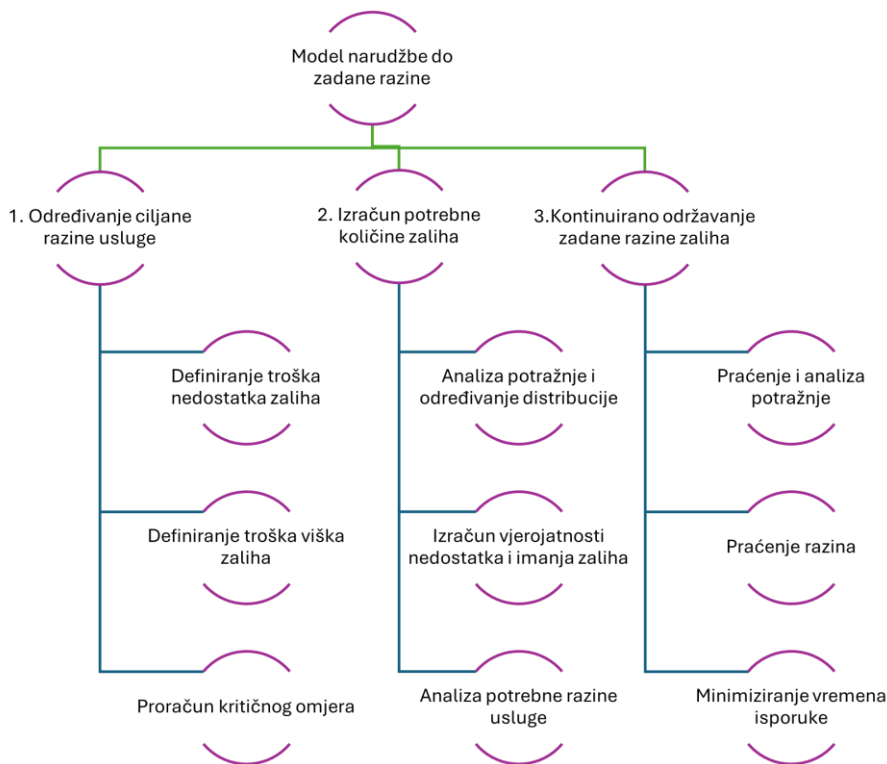 Model narudžbe do
zadane razine
1. Određivanje ciljane
razine usluge
2. Izračun potrebne
količine zaliha
3.Kontinuirano održavanje
zadane razine zaliha
Definiranje troška
nedostatka zaliha
Analiza potražnje i
određivanje distribucije
Praćenje i analiza
potražnje
Definiranje troška viška
zaliha
Izračun vjerojatnosti
nedostatka i imanja zaliha
Praćenje razina
Proračun kritičnog omjera
Analiza potrebne razine
usluge
Minimiziranje vremena
isporuke